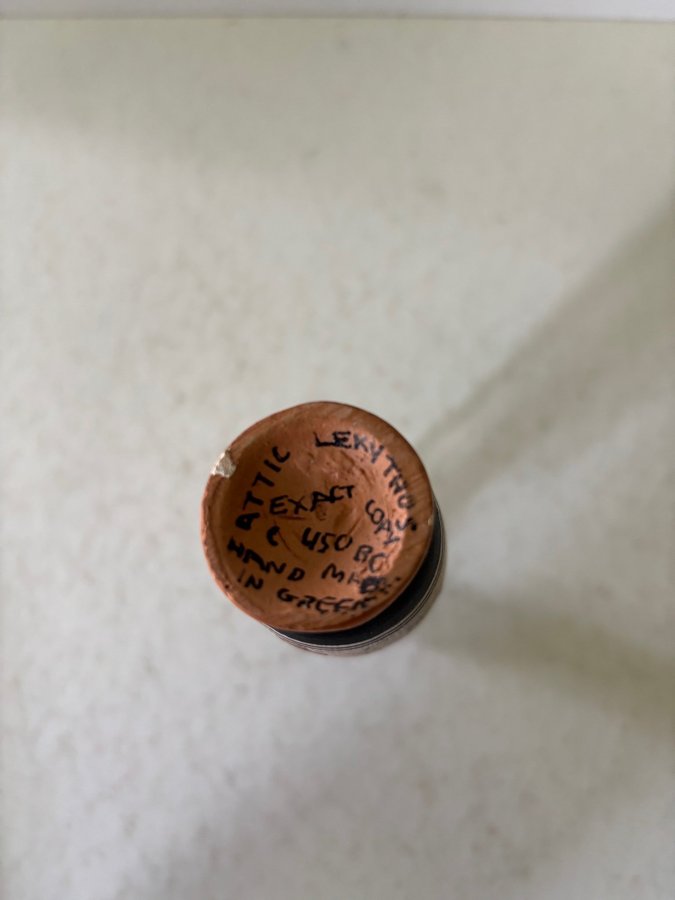 ATTIC LEKYTHOS
EXACT COPY
C 450 BC
HAND MADE
IN GREECE